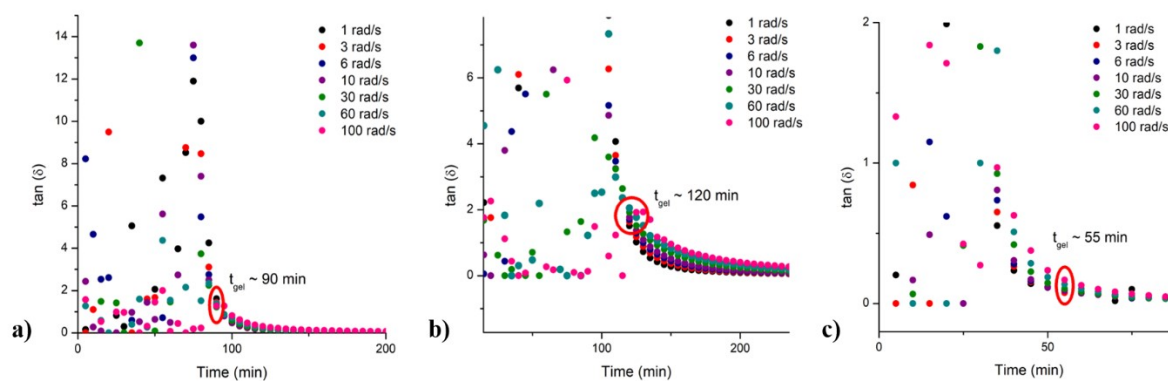 a)
tan (δ)
14
12
10
8
6
4
2
0
1 rad/s
3 rad/s
6 rad/s
10 rad/s
30 rad/s
60 rad/s
100 rad/s
tgel ~ 90 min
0 100 200
Time (min)
b)
tan (δ)
6
4
2
0
1 rad/s
3 rad/s
6 rad/s
10 rad/s
30 rad/s
60 rad/s
100 rad/s
tgel ~ 120 min
100 200
Time (min)
c)
tan (δ)
2
1
0
1 rad/s
3 rad/s
6 rad/s
10 rad/s
30 rad/s
60 rad/s
100 rad/s
tgel ~ 55 min
50
Time (min)